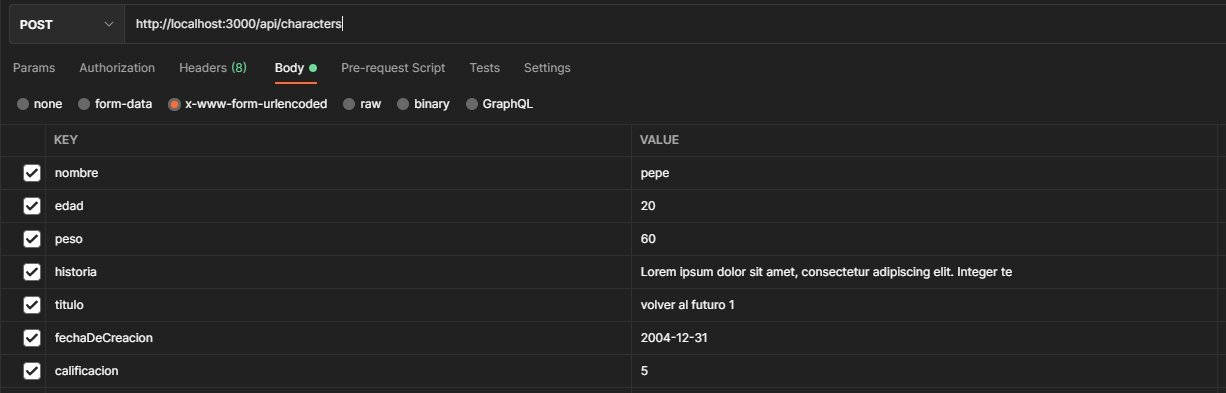 POST http://localhost:3000/api/characters
Params Authorization Headers (8) Body Pre-request Script Tests Settings
none form-data x-www-form-urlencoded raw binary GraphQL
KEY VALUE
nombre pepe
edad 20
peso 60
historia Lorem ipsum dolor sit amet, consectetur adipiscing elit. Integer te
titulo volver al futuro 1
fechaDeCreacion 2004-12-31
calificacion 5